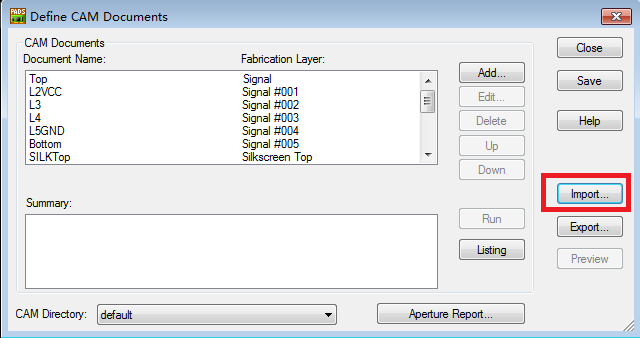 PADS Define CAM Documents
CAM Documents
Document Name: Fabrication Layer:
Top Signal
L2VCC Signal #001
L3 Signal #002
L4 Signal #003
L5GND Signal #004
Bottom Signal #005
SILKTop Silkscreen Top
Add...
Edit...
Delete
Up
Down
Close
Save
Help
Import...
Export...
Preview
Summary:
Run
Listing
CAM Directory: default
Aperture Report...